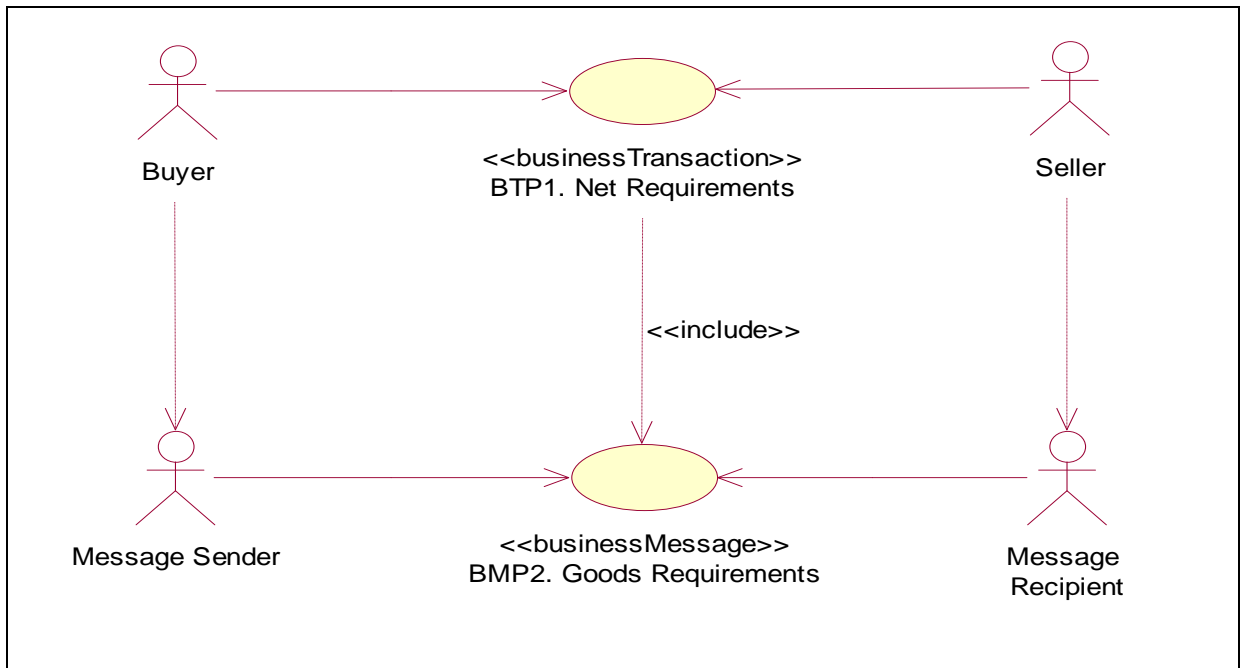 Buyer
<<businessTransaction>>
BTP1. Net Requirements
Seller
<<include>>
Message Sender
<<businessMessage>>
BMP2. Goods Requirements
Message
Recipient